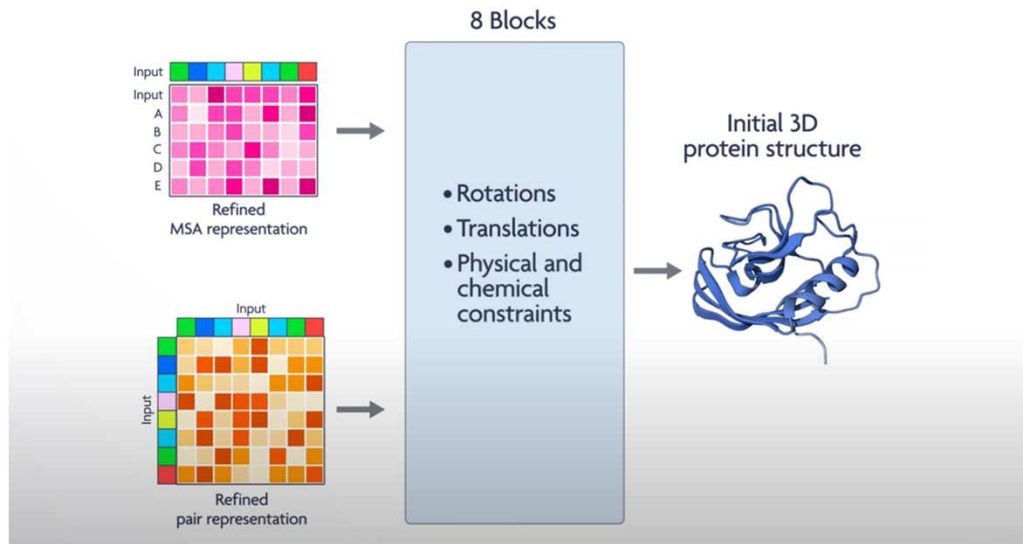 8 Blocks
Input
Input
A
B
C
D
E
Refined
MSA representation
Input
Input
Refined
pair representation
• Rotations
• Translations
• Physical and
chemical
constraints
Initial 3D
protein structure